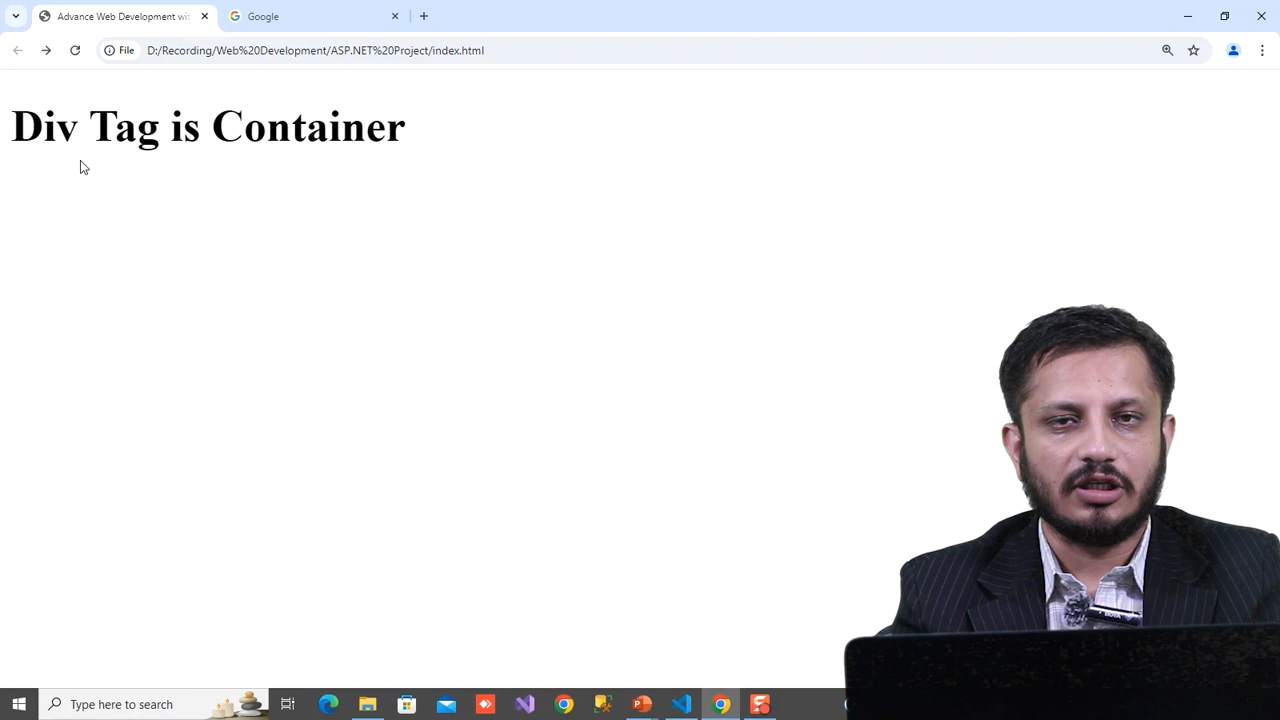 Advance Web Development wit
Google
File
D:/Recording/Web%20Development/ASP.NET%20Project/index.html
Div Tag is Container
Type here to search